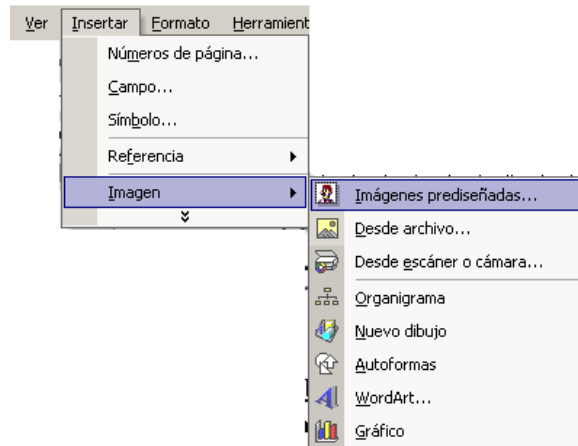 Ver Insertar Formato Herramient
Números de página...
Campo...
Símbolo...
Referencia
Imagen
Imágenes prediseñadas...
Desde archivo...
Desde escáner o cámara...
Organigrama
Nuevo dibujo
Autoformas
WordArt...
Gráfico